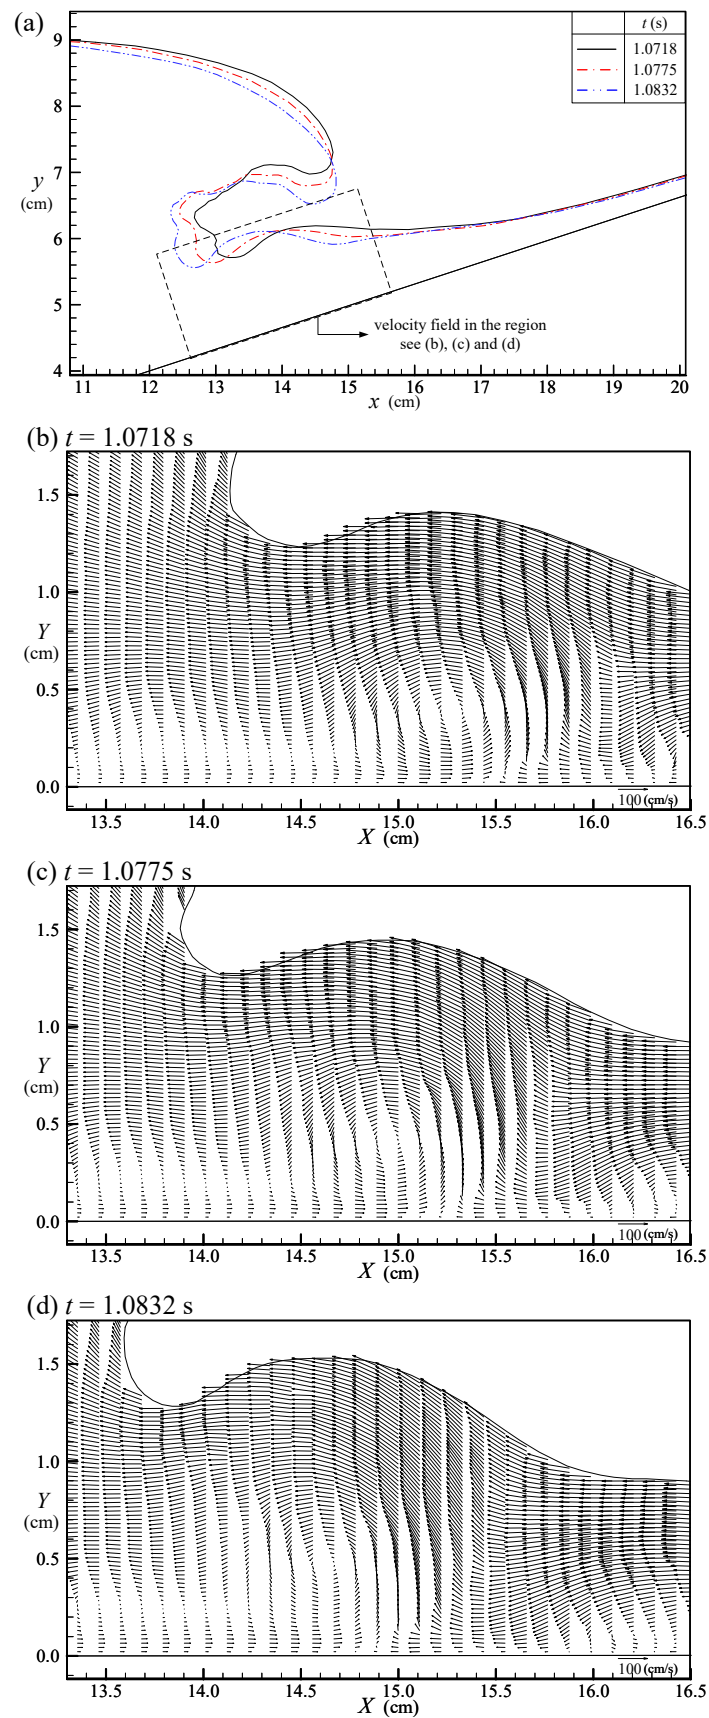 (a)
t (s)
1.0718
1.0775
1.0832
9
8
7
6
5
4
y
(cm)
velocity field in the region
see (b), (c) and (d)
11 12 13 14 15 16 17 18 19 20
x (cm)
(b) t = 1.0718 s
1.5
1.0
0.5
0.0
Y
(cm)
100 (cm/s)
13.5 14.0 14.5 15.0 15.5 16.0 16.5
X (cm)
(c) t = 1.0775 s
1.5
1.0
0.5
0.0
Y
(cm)
100 (cm/s)
13.5 14.0 14.5 15.0 15.5 16.0 16.5
X (cm)
(d) t = 1.0832 s
1.5
1.0
0.5
0.0
Y
(cm)
100 (cm/s)
13.5 14.0 14.5 15.0 15.5 16.0 16.5
X (cm)